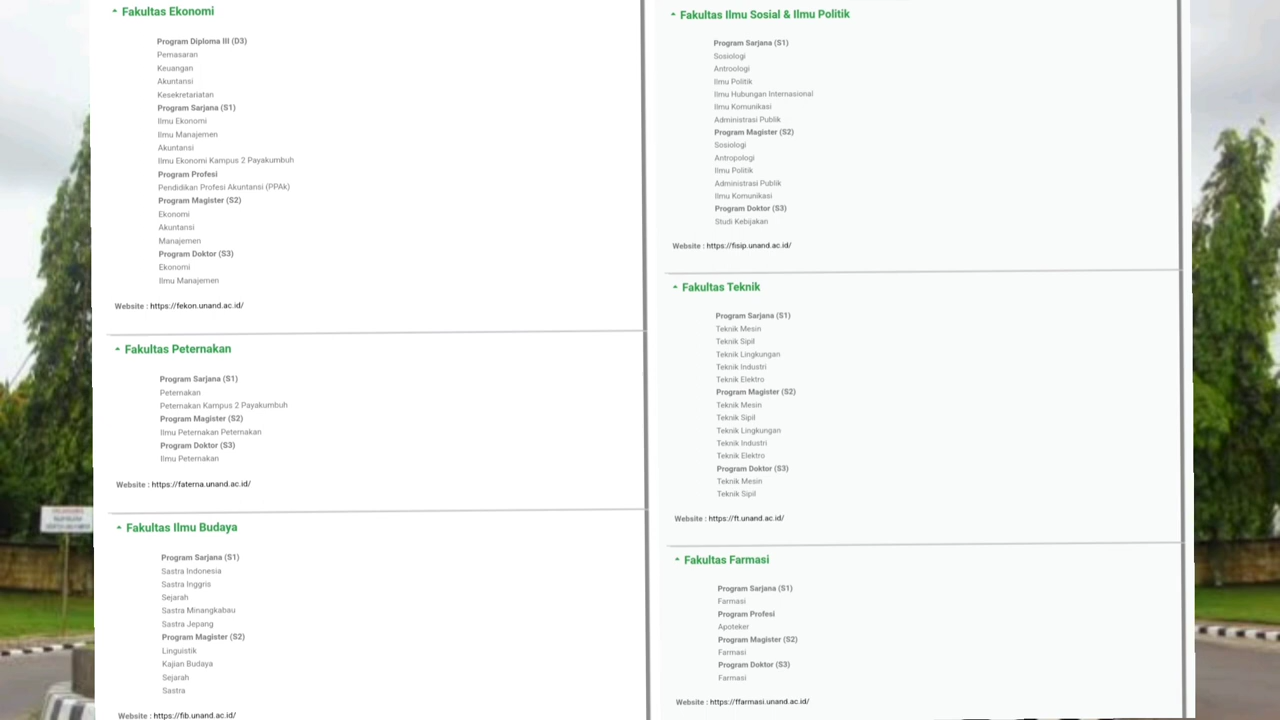 Fakultas Ekonomi
Program Diploma III (D3)
Pemasaran
Keuangan
Akuntansi
Kesekretariatan
Program Sarjana (S1)
Ilmu Ekonomi
Ilmu Manajemen
Akuntansi
Ilmu Ekonomi Kampus 2 Payakumbuh
Program Profesi
Pendidikan Profesi Akuntansi (PPAk)
Program Magister (S2)
Ekonomi
Akuntansi
Manajemen
Program Doktor (S3)
Ekonomi
Ilmu Manajemen
Website : https://fekon.unand.ac.id/
Fakultas Peternakan
Program Sarjana (S1)
Peternakan
Peternakan Kampus 2 Payakumbuh
Program Magister (S2)
Ilmu Peternakan Peternakan
Program Doktor (S3)
Ilmu Peternakan
Website : https://faterna.unand.ac.id/
Fakultas Ilmu Budaya
Program Sarjana (S1)
Sastra Indonesia
Sastra Inggris
Sejarah
Sastra Minangkabau
Sastra Jepang
Program Magister (S2)
Linguistik
Kajian Budaya
Sejarah
Sastra
Website : https://fib.unand.ac.id/
Fakultas Ilmu Sosial & Ilmu Politik
Program Sarjana (S1)
Sosiologi
Antroologi
Ilmu Politik
Ilmu Hubungan Internasional
Ilmu Komunikasi
Administrasi Publik
Program Magister (S2)
Sosiologi
Antropologi
Ilmu Politik
Administrasi Publik
Ilmu Komunikasi
Program Doktor (S3)
Studi Kebijakan
Website : https://fisip.unand.ac.id/
Fakultas Teknik
Program Sarjana (S1)
Teknik Mesin
Teknik Sipil
Teknik Lingkungan
Teknik Industri
Teknik Elektro
Program Magister (S2)
Teknik Mesin
Teknik Sipil
Teknik Lingkungan
Teknik Industri
Teknik Elektro
Program Doktor (S3)
Teknik Mesin
Teknik Sipil
Website : https://ft.unand.ac.id/
Fakultas Farmasi
Program Sarjana (S1)
Farmasi
Program Profesi
Apoteker
Program Magister (S2)
Farmasi
Program Doktor (S3)
Farmasi
Website : https://ffarmasi.unand.ac.id/